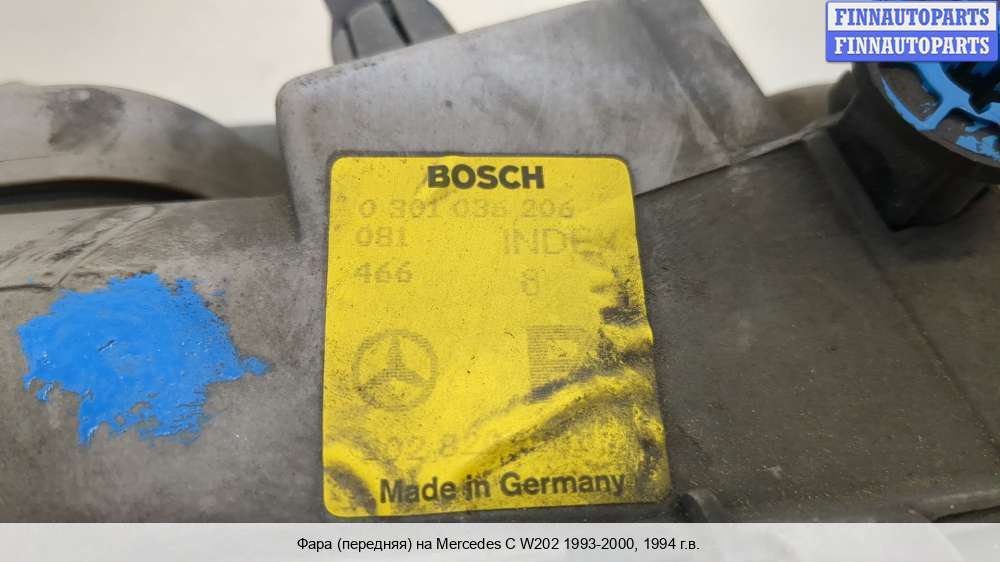 FINNAUTOPARTS
FINNAUTOPARTS
BOSCH
0 301 036 206
081 INDEX
466 8
Made in Germany
Фара (передняя) на Mercedes C W202 1993-2000, 1994 г.в.